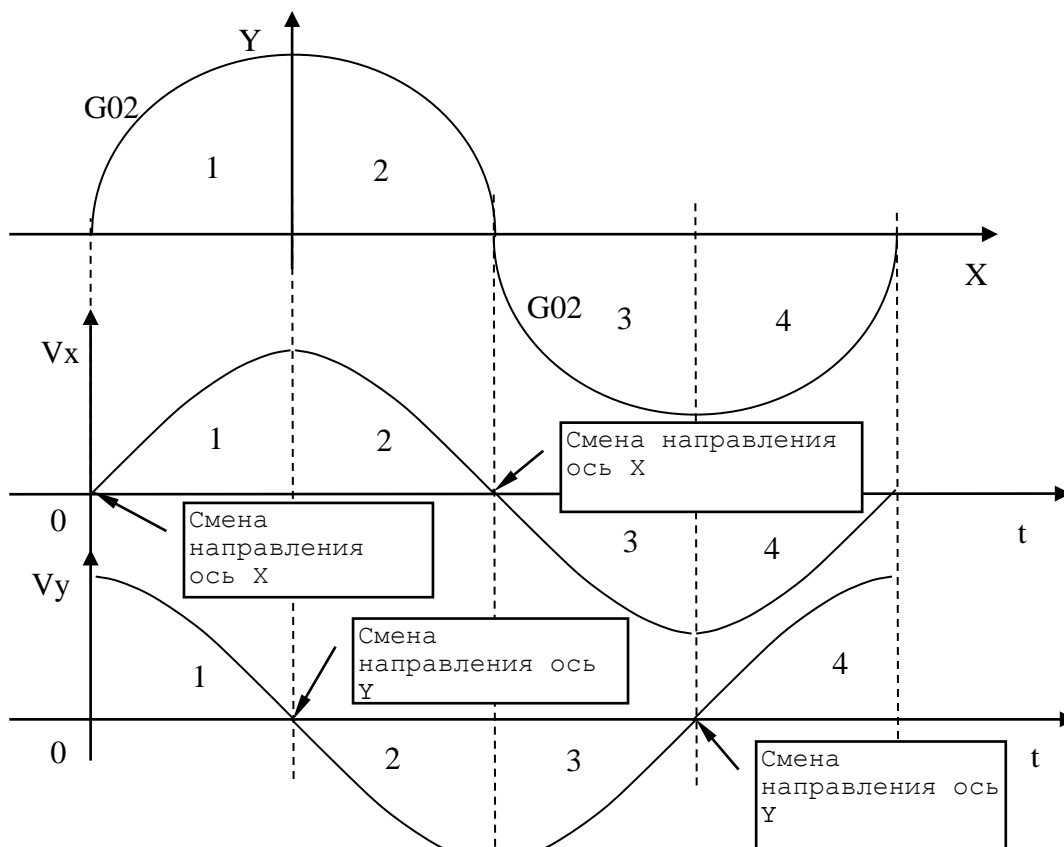 Y
G02
1
2
X
G02
3
4
Vx
1
2
Смена направления
ось X
0
Смена
направления
ось X
3
4
t
Vy
1
Смена
направления ось
Y
4
0
2
3
Смена
направления ось
Y
t